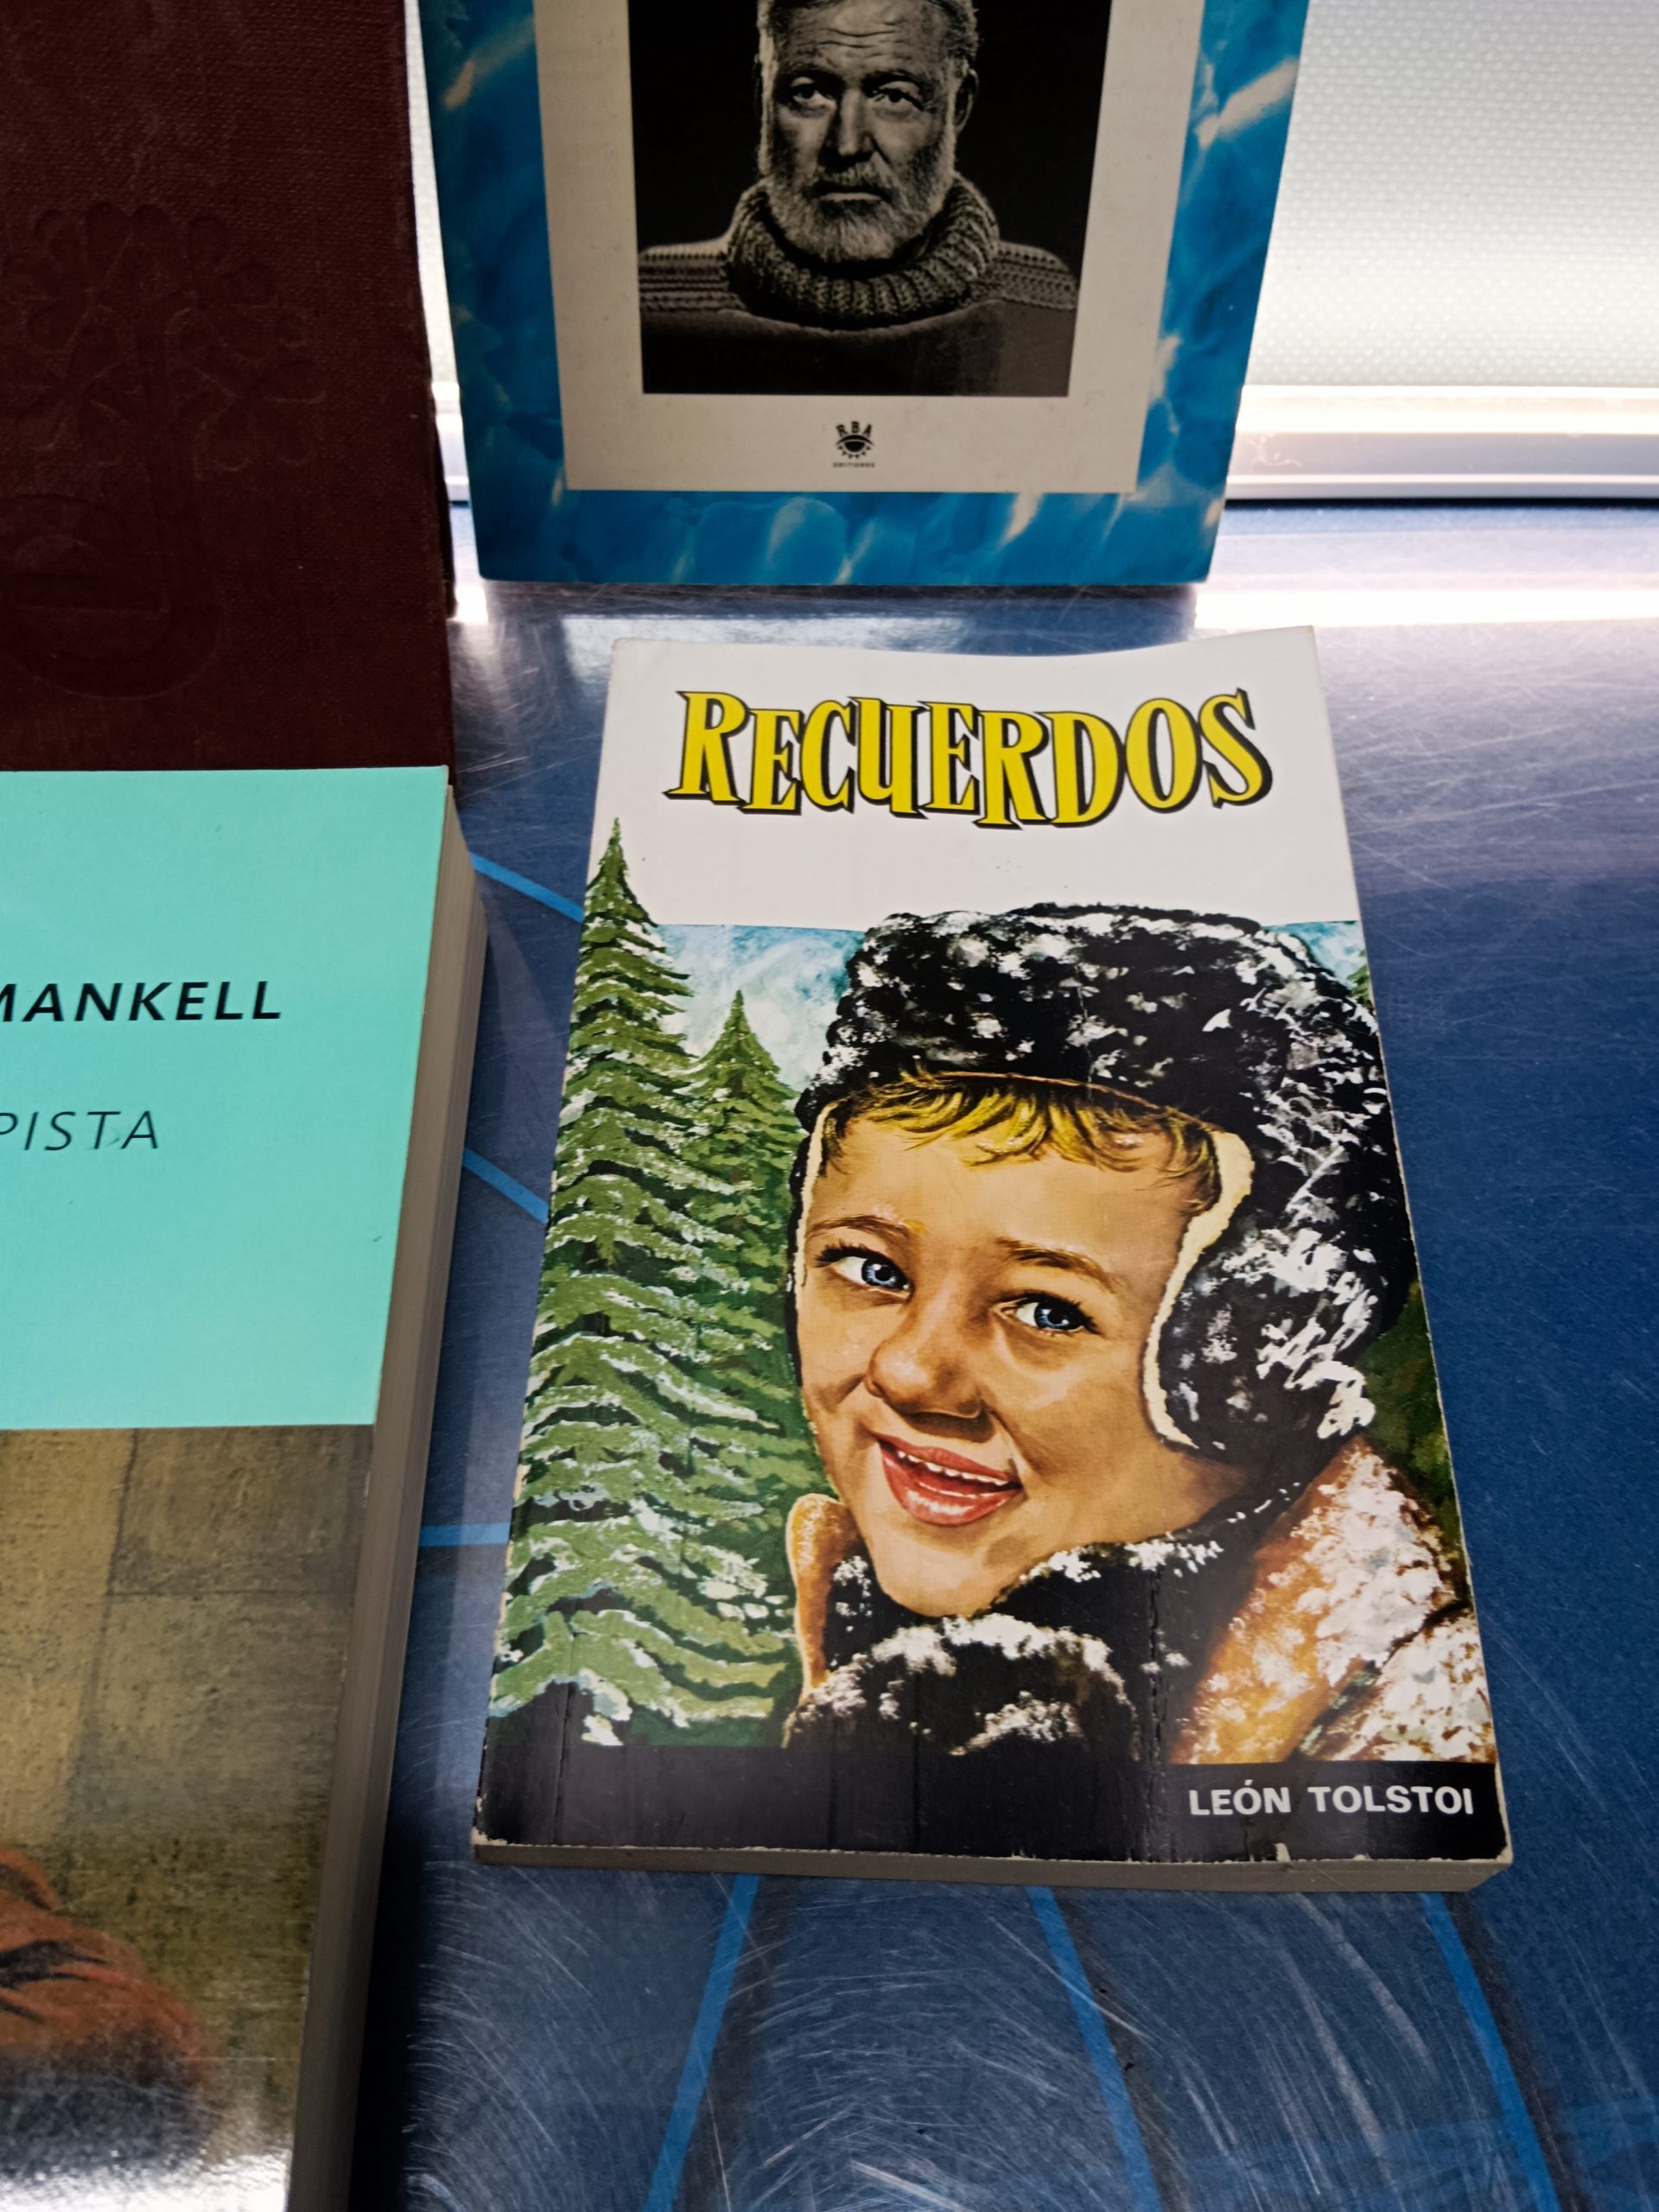 RBA
EDITORES
RECUERDOS
MANKELL
PISTA
LEÓN TOLSTOI